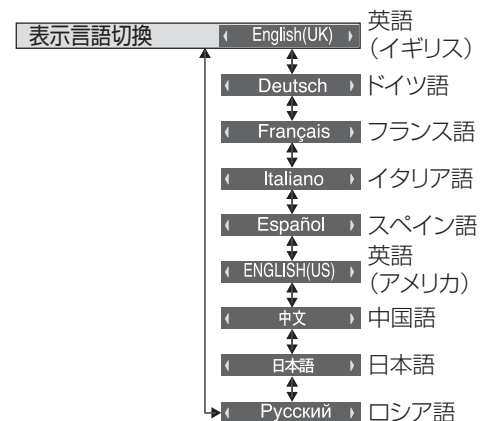 表示言語切換 English(UK) 英語
（イギリス）
Deutsch ドイツ語
Français フランス語
Italiano イタリア語
Español スペイン語
ENGLISH(US) 英語
（アメリカ）
中文 中国語
日本語 日本語
Русский ロシア語